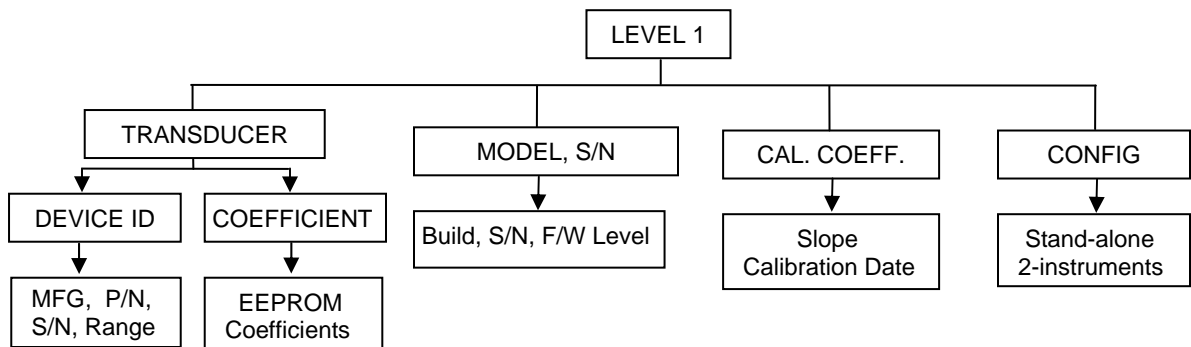 LEVEL 1
TRANSDUCER
MODEL, S/N
CAL. COEFF.
CONFIG
DEVICE ID
COEFFICIENT
Build, S/N, F/W Level
Slope
Calibration Date
Stand-alone
2-instruments
MFG, P/N,
S/N, Range
EEPROM
Coefficients